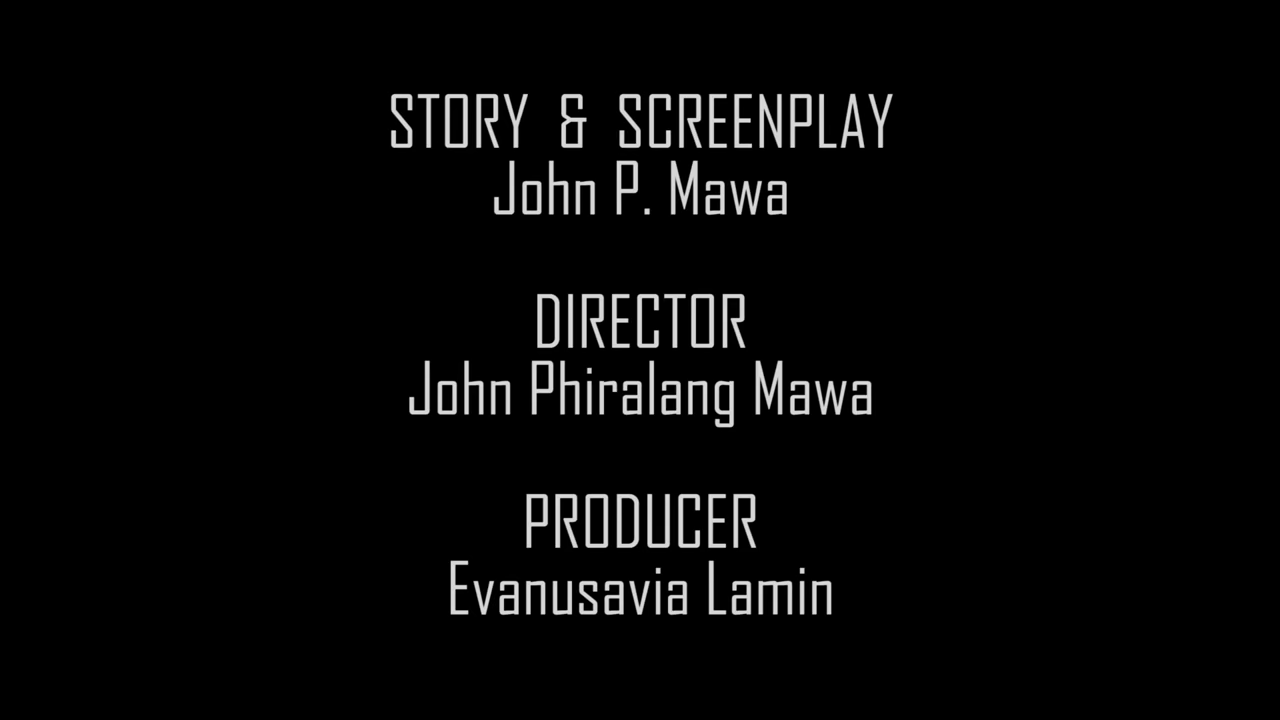 STORY & SCREENPLAY
John P. Mawa
DIRECTOR
John Phiralang Mawa
PRODUCER
Evanusavia Lamin